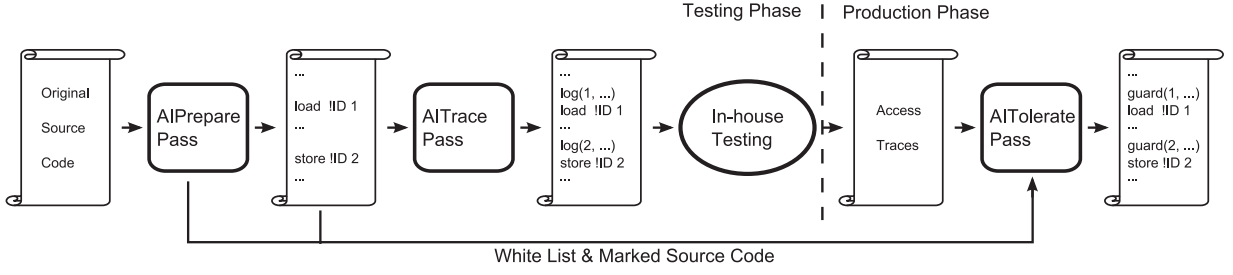 Testing Phase
Production Phase
Original
Source
Code
AIPrepare
Pass
...
load !ID 1
...
store !ID 2
...
AITrace
Pass
...
log(1, ...)
load !ID 1
...
log(2, ...)
store !ID 2
...
In-house
Testing
Access
Traces
AITolerate
Pass
...
guard(1, ...)
load !ID 1
...
guard(2, ...)
store !ID 2
...
White List & Marked Source Code